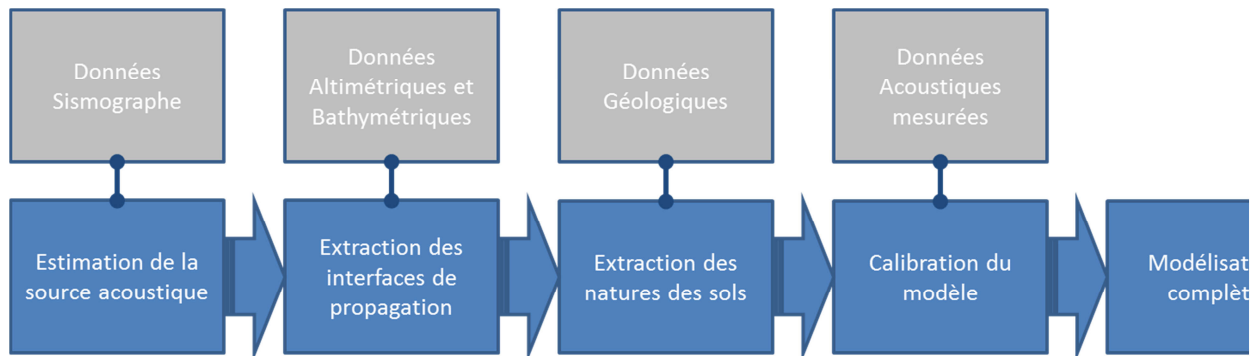 Données
Sismographe
Données
Altimétriques et
Bathymétriques
Données
Géologiques
Données
Acoustiques
mesurées
Estimation de la
source acoustique
Extraction des
interfaces de
propagation
Extraction des
natures des sols
Calibration du
modèle